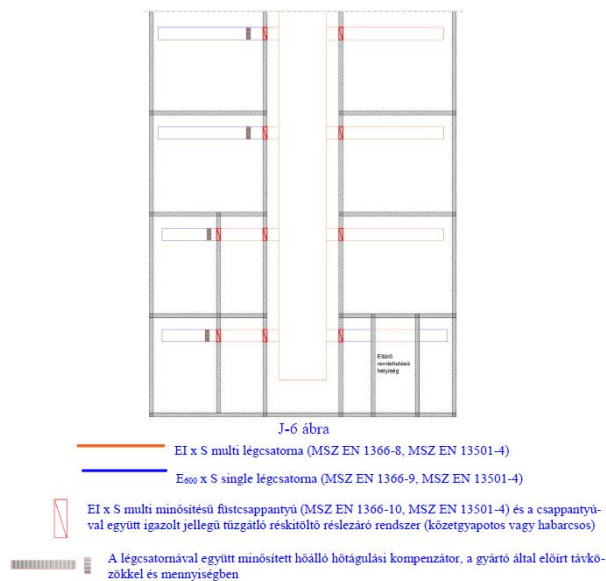 Eltérő
rendeltetésű
helyiség
J-6 ábra
EI x S multi légcsatorna (MSZ EN 1366-8, MSZ EN 13501-4)
E600 x S single légcsatorna (MSZ EN 1366-9, MSZ EN 13501-4)
EI x S multi minősítésű füstcsappantyú (MSZ EN 1366-10, MSZ EN 13501-4) és a csappantyú-
val együtt igazolt jellegű tűzgátló réskitöltő réslezáró rendszer (kőzetgyapotos vagy habarcsos)
A légcsatornával együtt minősített hőálló hőtágulási kompenzátor, a gyártó által előírt távkö-
zökkel és mennyiségben